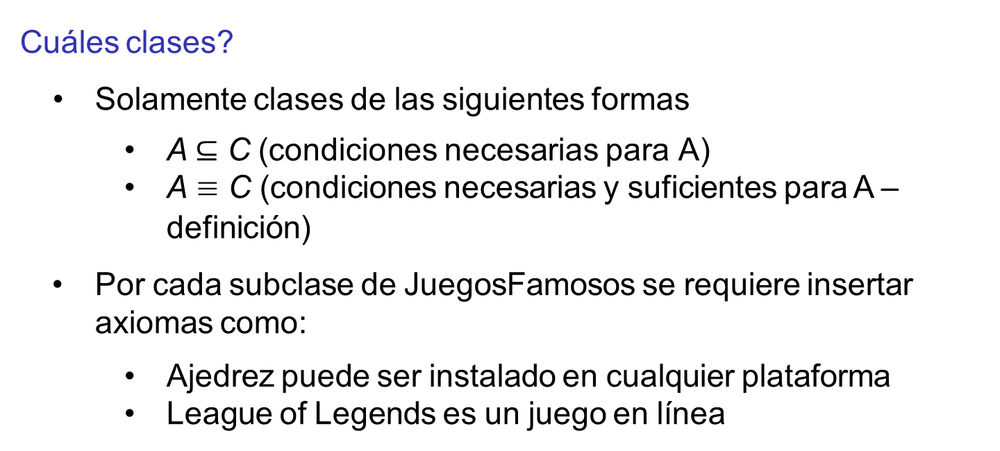 Cuáles clases?
• Solamente clases de las siguientes formas
• A ⊆ C (condiciones necesarias para A)
• A ≡ C (condiciones necesarias y suficientes para A –
definición)
• Por cada subclase de JuegosFamosos se requiere insertar
axiomas como:
• Ajedrez puede ser instalado en cualquier plataforma
• League of Legends es un juego en línea